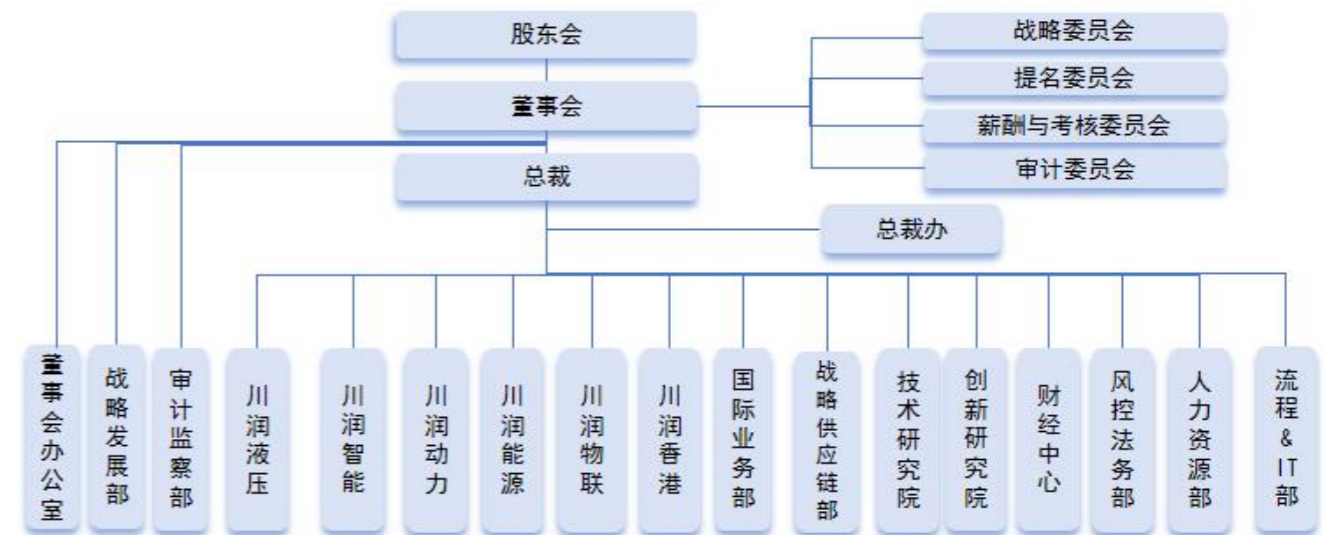 股东会
战略委员会
提名委员会
董事会
薪酬与考核委员会
审计委员会
总裁
总裁办
董事会办公室
战略发展部
审计监察部
川润液压
川润智能
川润动力
川润能源
川润物联
川润香港
国际业务部
战略供应链部
技术研究院
创新研究院
财经中心
风控法务部
人力资源部
流程&IT部